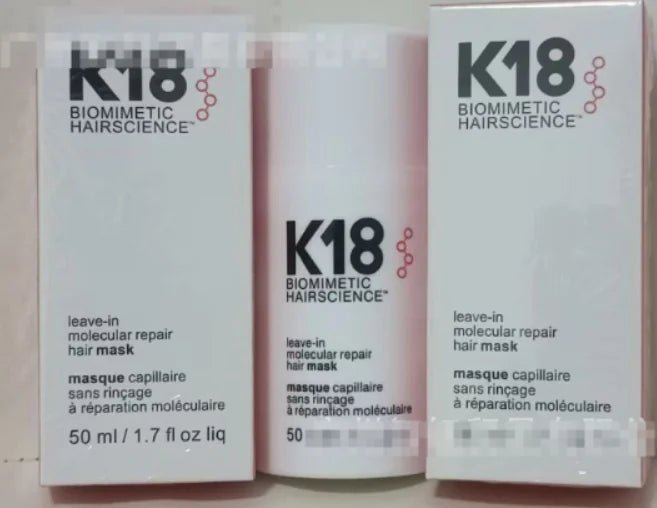 K18
BIOMIMETIC
HAIRSCIENCE™
leave-in
molecular repair
hair mask
masque capillaire
sans rinçage
à réparation moléculaire
50 ml / 1.7 fl oz liq
K18
BIOMIMETIC
HAIRSCIENCE™
leave-in
molecular repair
hair mask
masque capillaire
sans rinçage
à réparation moléculaire
50
K18
BIOMIMETIC
HAIRSCIENCE™
leave-in
molecular repair
hair mask
masque capillaire
sans rinçage
à réparation moléculaire